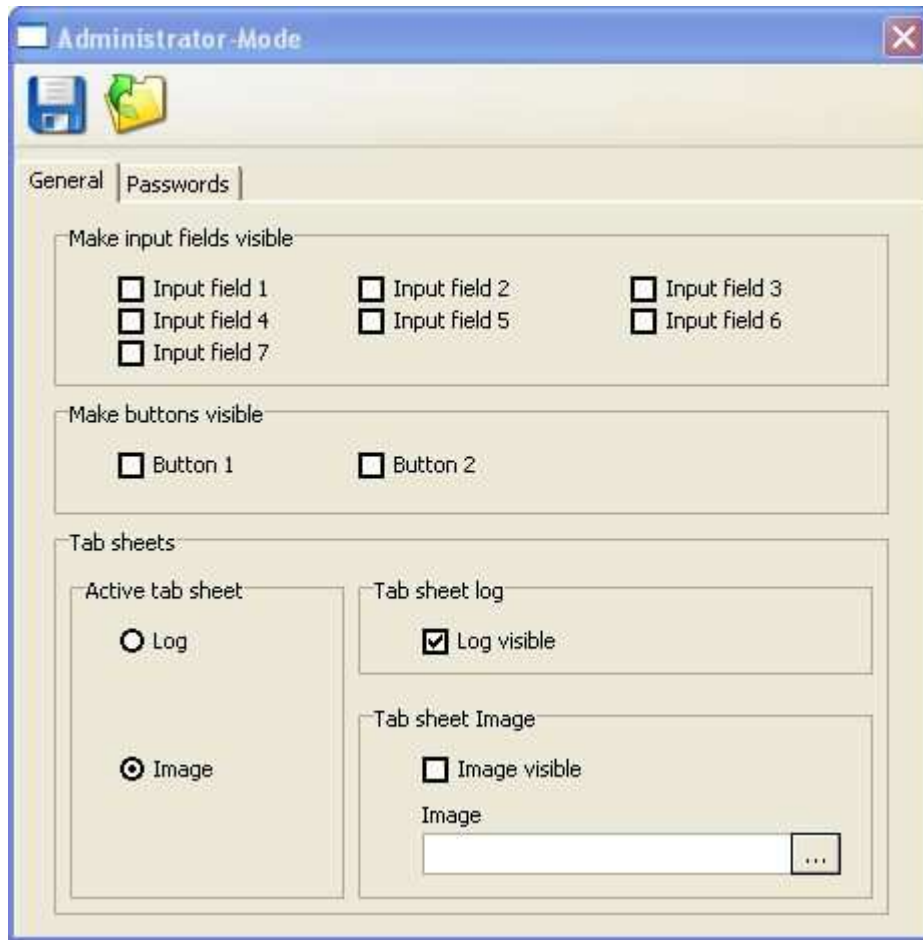 Administrator-Mode
General Passwords
Make input fields visible
Input field 1 Input field 2 Input field 3
Input field 4 Input field 5 Input field 6
Input field 7
Make buttons visible
Button 1 Button 2
Tab sheets
Active tab sheet
Log
Image
Tab sheet log
Log visible
Tab sheet Image
Image visible
Image
...